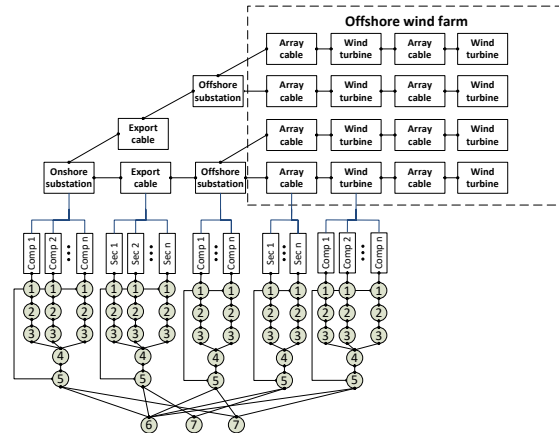 Offshore wind farm
Array cable
Wind turbine
Array cable
Wind turbine
Offshore substation
Array cable
Wind turbine
Array cable
Wind turbine
Export cable
Array cable
Wind turbine
Array cable
Wind turbine
Onshore substation
Export cable
Offshore substation
Array cable
Wind turbine
Array cable
Wind turbine
Comp 1
Comp 2
Comp n
Sec 1
Sec 2
Sec n
Comp 1
Comp n
Sec 1
Sec n
Comp 1
Comp 2
Comp n
1 1 1 1 1 1 1 1 1 1 1 1 1
2 2 2 2 2 2 2 2 2 2 2 2 2
3 3 3 3 3 3 3 3 3 3 3 3 3
4 4 4 4 4
5 5 5 5 5
6 7 7